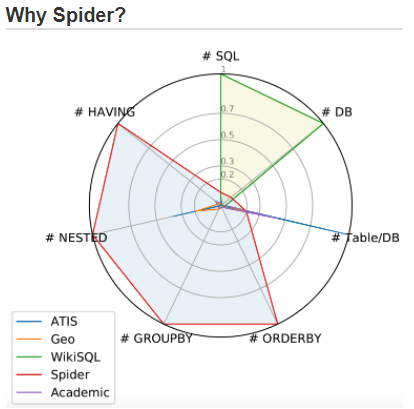 Why Spider?
# SQL
1
# HAVING
# DB
0.7
0.5
0.3
0.2
# NESTED
# Table/DB
# GROUPBY
# ORDERBY
ATIS
Geo
WikiSQL
Spider
Academic